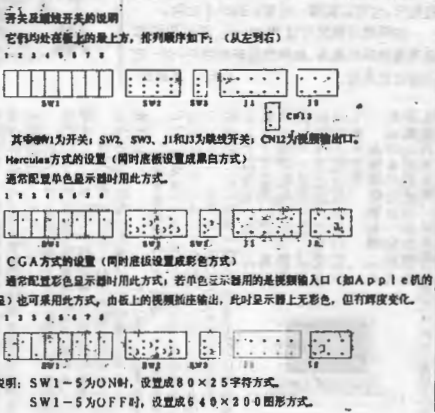 开关及跳线开关的说明
它们均处在板上的最上方，排列顺序如下：（从左到右）
1 2 3 4 5 6 7 8
SW1 SW2 SW3 J1 J3
CN12
其中SW1为开关；SW2、SW3、J1和J3为跳线开关；CN12为视频输出口。
Hercules方式的设置（同时底板设置成黑白方式）
通常配置单色显示器时用此方式。
1 2 3 4 5 6 7 8
SW1 SW2 SW3 J1
CGA方式的设置（同时底板设置成彩色方式）
通常配置彩色显示器时用此方式；若单色显示器用的是视频输入口（如Apple机的
）也可采用此方式。由板上的视频插座输出，此时显示器上无彩色，但有辉度变化。
1 2 3 4 5 6 7 8
SW1 SW2 SW3 J1
说明：SW1－5为ON时，设置成80×25字符方式。
SW1－5为OFF时，设置成640×200图形方式。